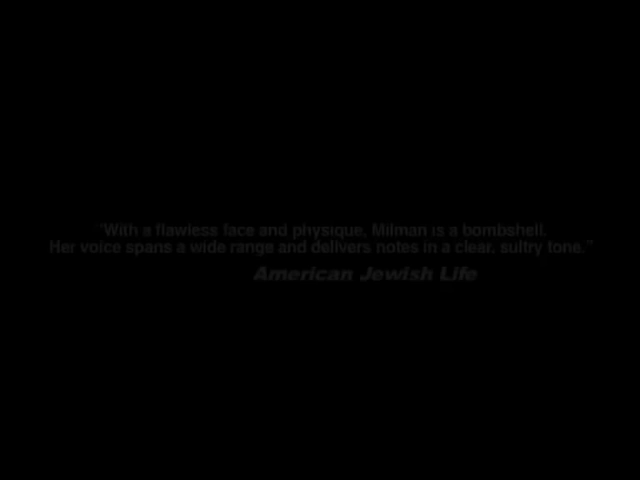 "With a flawless face and physique, Milman is a bombshell.
Her voice spans a wide range and delivers notes in a clear, sultry tone."
American Jewish Life